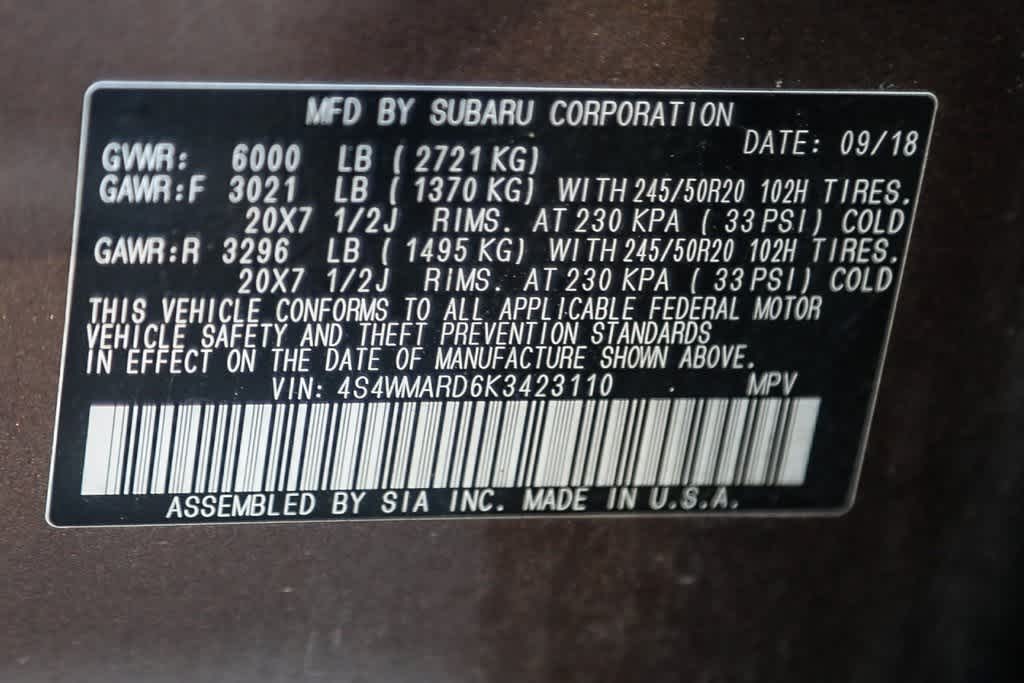 MFD BY SUBARU CORPORATION
DATE: 09/18
GVWR: 6000 LB ( 2721 KG)
GAWR:F 3021 LB ( 1370 KG) WITH 245/50R20 102H TIRES.
20X7 1/2J RIMS. AT 230 KPA ( 33 PSI) COLD
GAWR:R 3296 LB ( 1495 KG) WITH 245/50R20 102H TIRES.
20X7 1/2J RIMS. AT 230 KPA ( 33 PSI) COLD
THIS VEHICLE CONFORMS TO ALL APPLICABLE FEDERAL MOTOR
VEHICLE SAFETY AND THEFT PREVENTION STANDARDS
IN EFFECT ON THE DATE OF MANUFACTURE SHOWN ABOVE.
VIN: 4S4WMARD6K3423110 . MPV
ASSEMBLED BY SIA INC. MADE IN U.S.A.